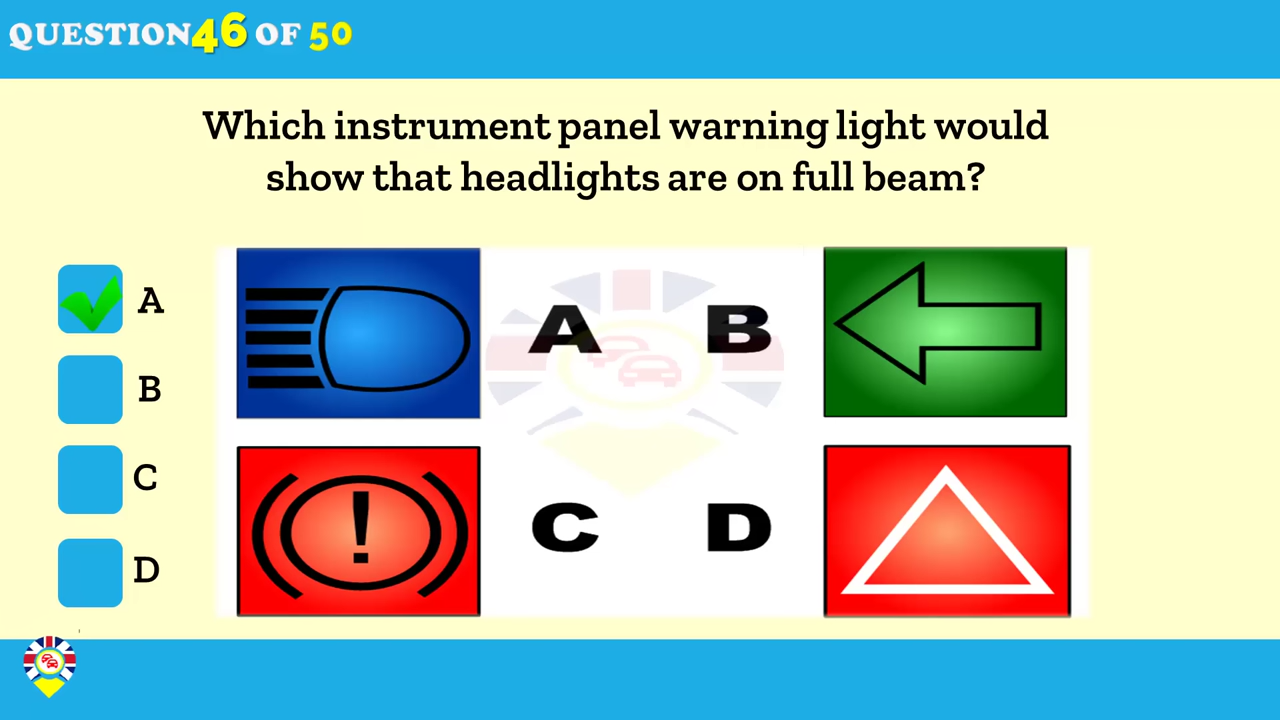 QUESTION 46 OF 50
Which instrument panel warning light would
show that headlights are on full beam?
A
B
C
D
A B
!
C D